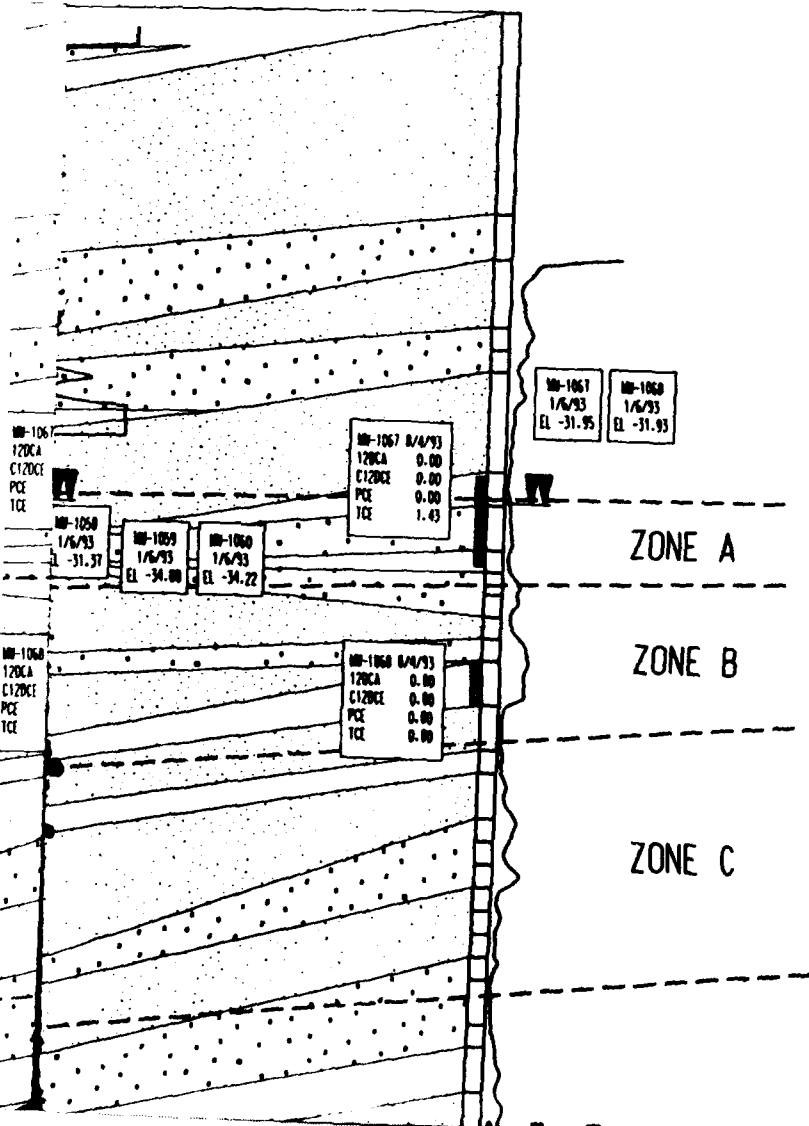 MW-1067
1/6/93
EL -31.95
MW-1068
1/6/93
EL -31.93
MW-1067 8/4/93
12DCA 0.00
C12DCE 0.00
PCE 0.00
TCE 1.43
MW-1067
12DCA
C12DCE
PCE
TCE
MW-1058
1/6/93
EL -31.37
MW-1059
1/6/93
MW-1060
1/6/93
EL -34.22
ZONE A
MW-1068 8/4/93
12DCA 0.00
C12DCE 0.00
PCE 0.00
TCE 0.00
MW-1068
12DCA
C12DCE
PCE
TCE
ZONE B
ZONE C